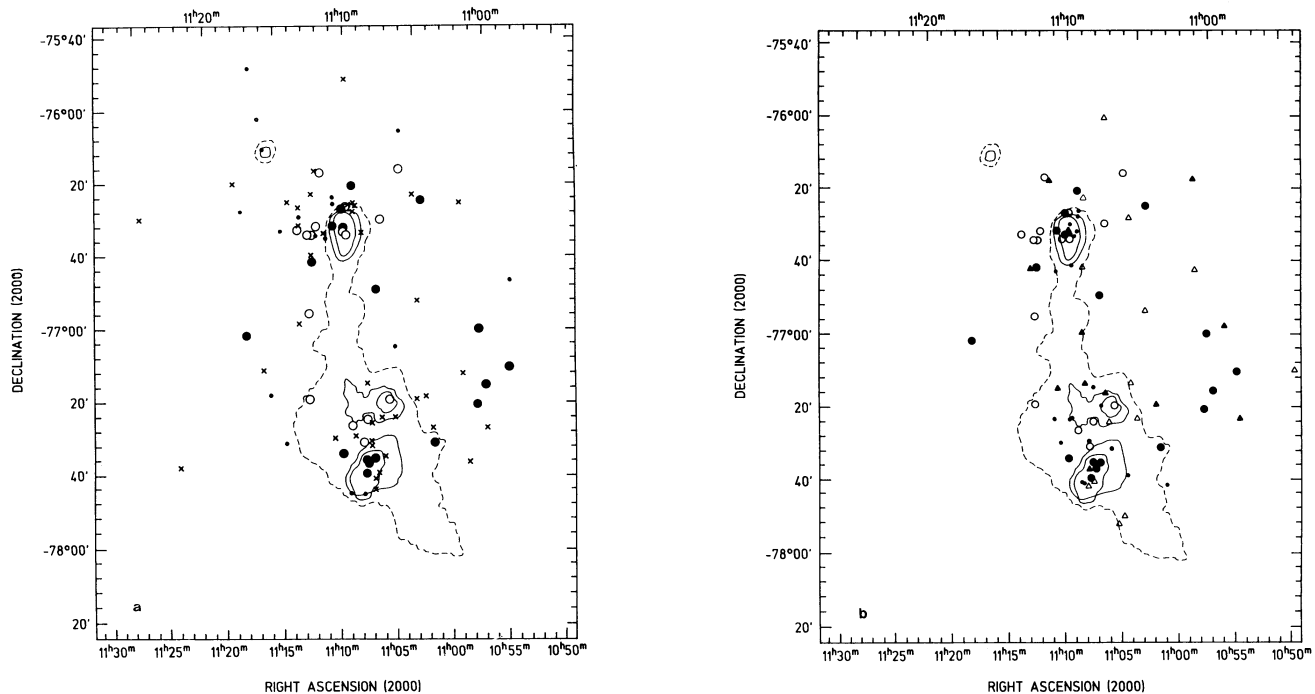 11ʰ20ᵐ 11ʰ10ᵐ 11ʰ00ᵐ
-75°40'
-76°00'
20'
40'
-77°00'
20'
40'
-78°00'
20'
DECLINATION (2000)
a
11ʰ30ᵐ 11ʰ25ᵐ 11ʰ20ᵐ 11ʰ15ᵐ 11ʰ10ᵐ 11ʰ05ᵐ 11ʰ00ᵐ 10ʰ55ᵐ 10ʰ50ᵐ
RIGHT ASCENSION (2000)
11ʰ20ᵐ 11ʰ10ᵐ 11ʰ00ᵐ
-75°40'
-76°00'
20'
40'
-77°00'
20'
40'
-78°00'
20'
DECLINATION (2000)
b
11ʰ30ᵐ 11ʰ25ᵐ 11ʰ20ᵐ 11ʰ15ᵐ 11ʰ10ᵐ 11ʰ05ᵐ 11ʰ00ᵐ 10ʰ55ᵐ 10ʰ50ᵐ
RIGHT ASCENSION (2000)